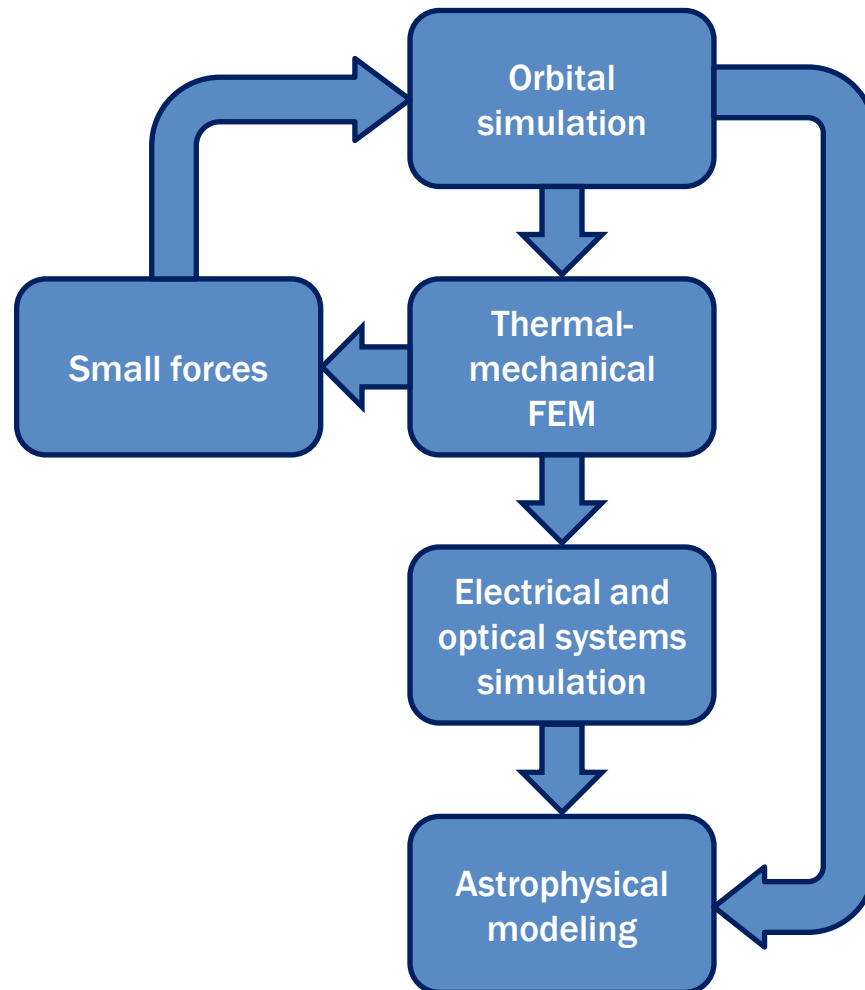 Orbital
simulation
Small forces
Thermal-
mechanical
FEM
Electrical and
optical systems
simulation
Astrophysical
modeling